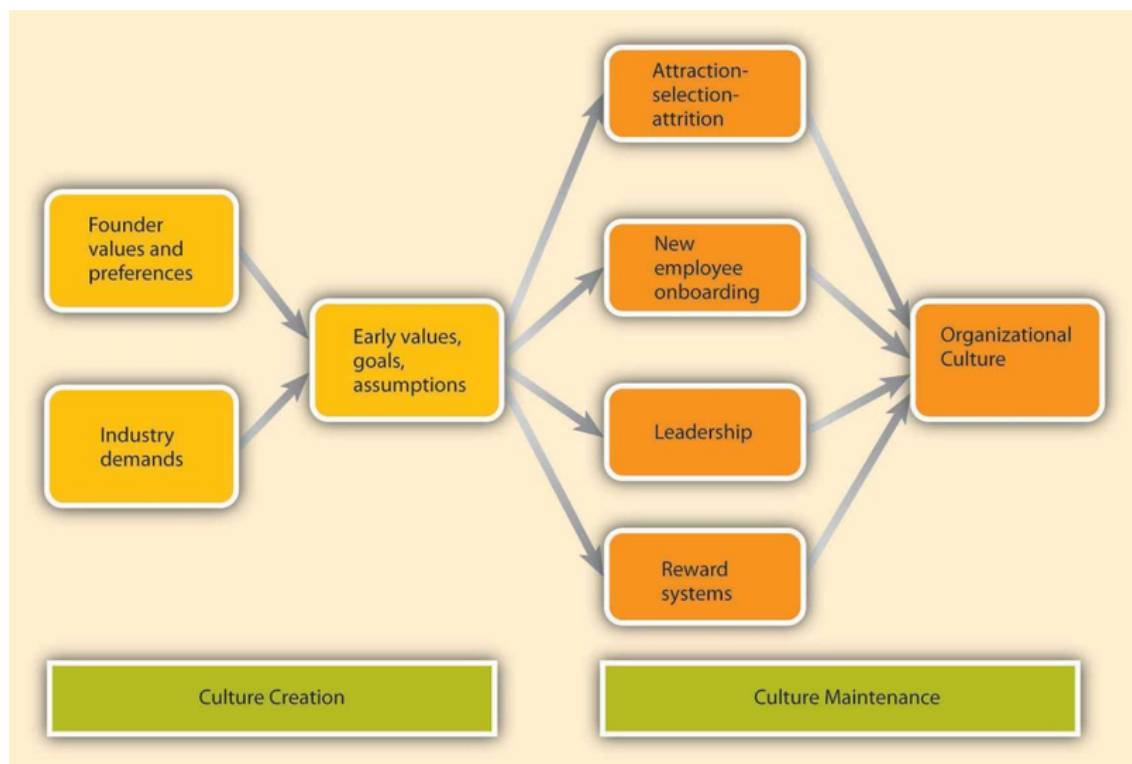 Attraction-
selection-
attrition
Founder
values and
preferences
New
employee
onboarding
Early values,
goals,
assumptions
Organizational
Culture
Industry
demands
Leadership
Reward
systems
Culture Creation
Culture Maintenance